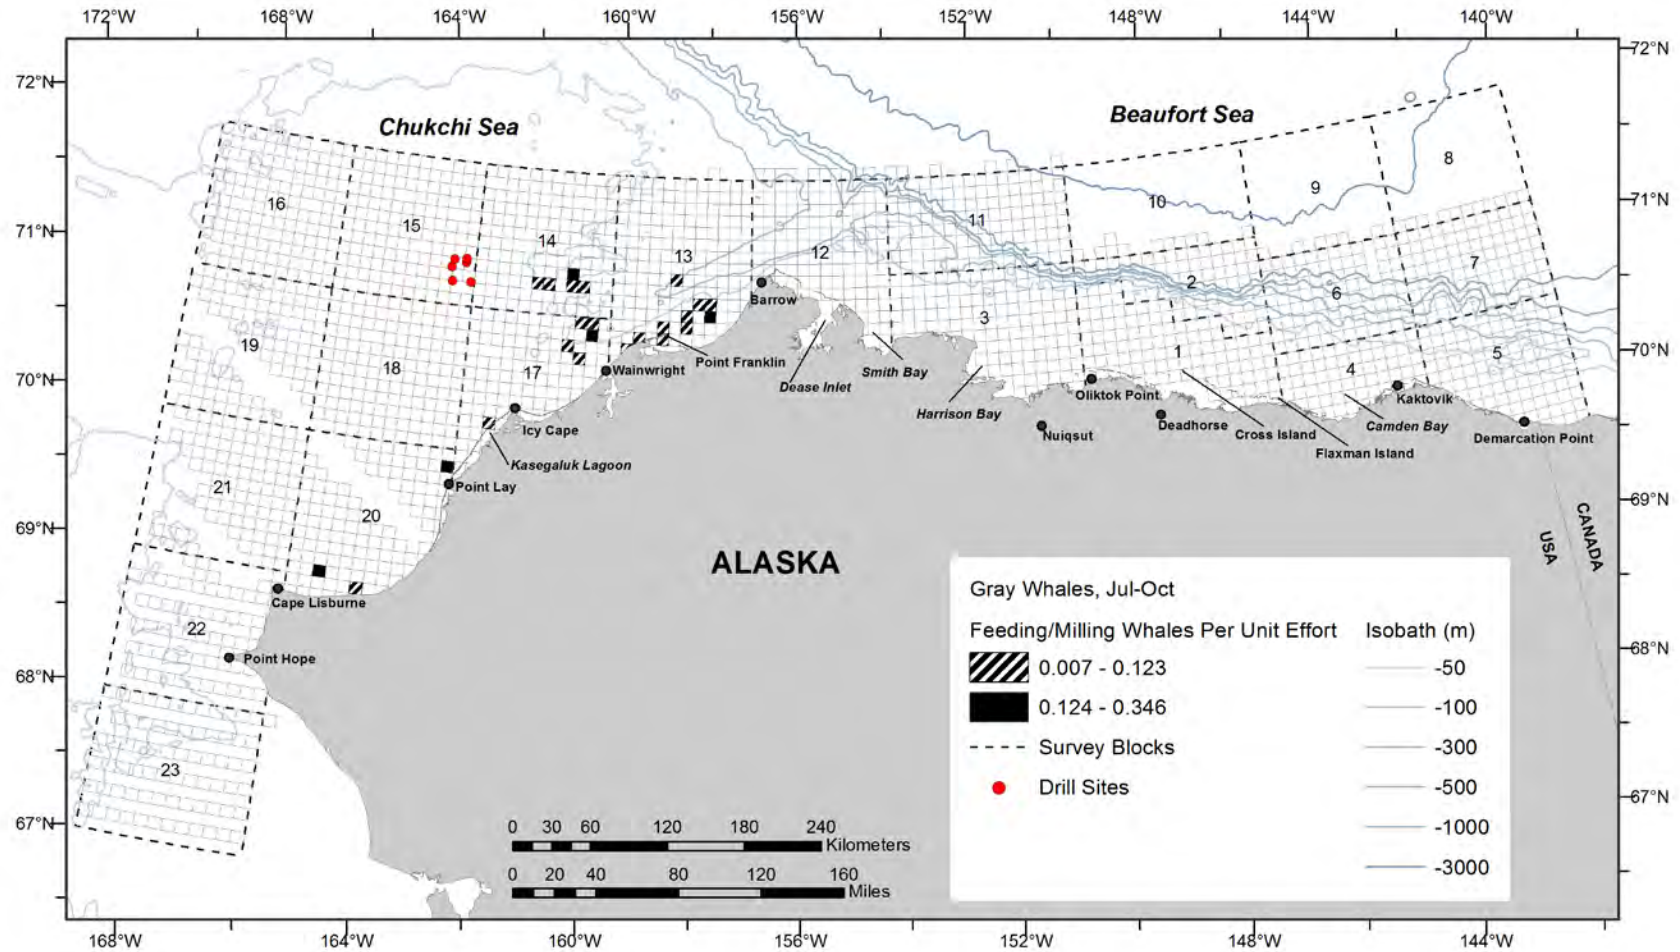 172°W 168°W 164°W 160°W 156°W 152°W 148°W 144°W 140°W
72°N 72°N
Chukchi Sea
Beaufort Sea
8
9
10
16
71°N 71°N
15
11
14
13
12
7
2
6
Barrow
3
19
1
5
70°N 70°N
18
17
Wainwright
Point Franklin
4
Dease Inlet
Smith Bay
Harrison Bay
Oliktok Point
Kaktovik
Icy Cape
Nuiqsut
Deadhorse
Cross Island
Camden Bay
Demarcation Point
Flaxman Island
Kasegaluk Lagoon
Point Lay
21
69°N 69°N
20
USA
CANADA
ALASKA
Cape Lisburne
22
Point Hope
68°N 68°N
23
67°N 67°N
Gray Whales, Jul-Oct
Feeding/Milling Whales Per Unit Effort
0.007 - 0.123
0.124 - 0.346
Survey Blocks
Drill Sites
Isobath (m)
-50
-100
-300
-500
-1000
-3000
0 30 60 120 180 240
Kilometers
0 20 40 80 120 160
Miles
168°W 164°W 160°W 156°W 152°W 148°W 144°W